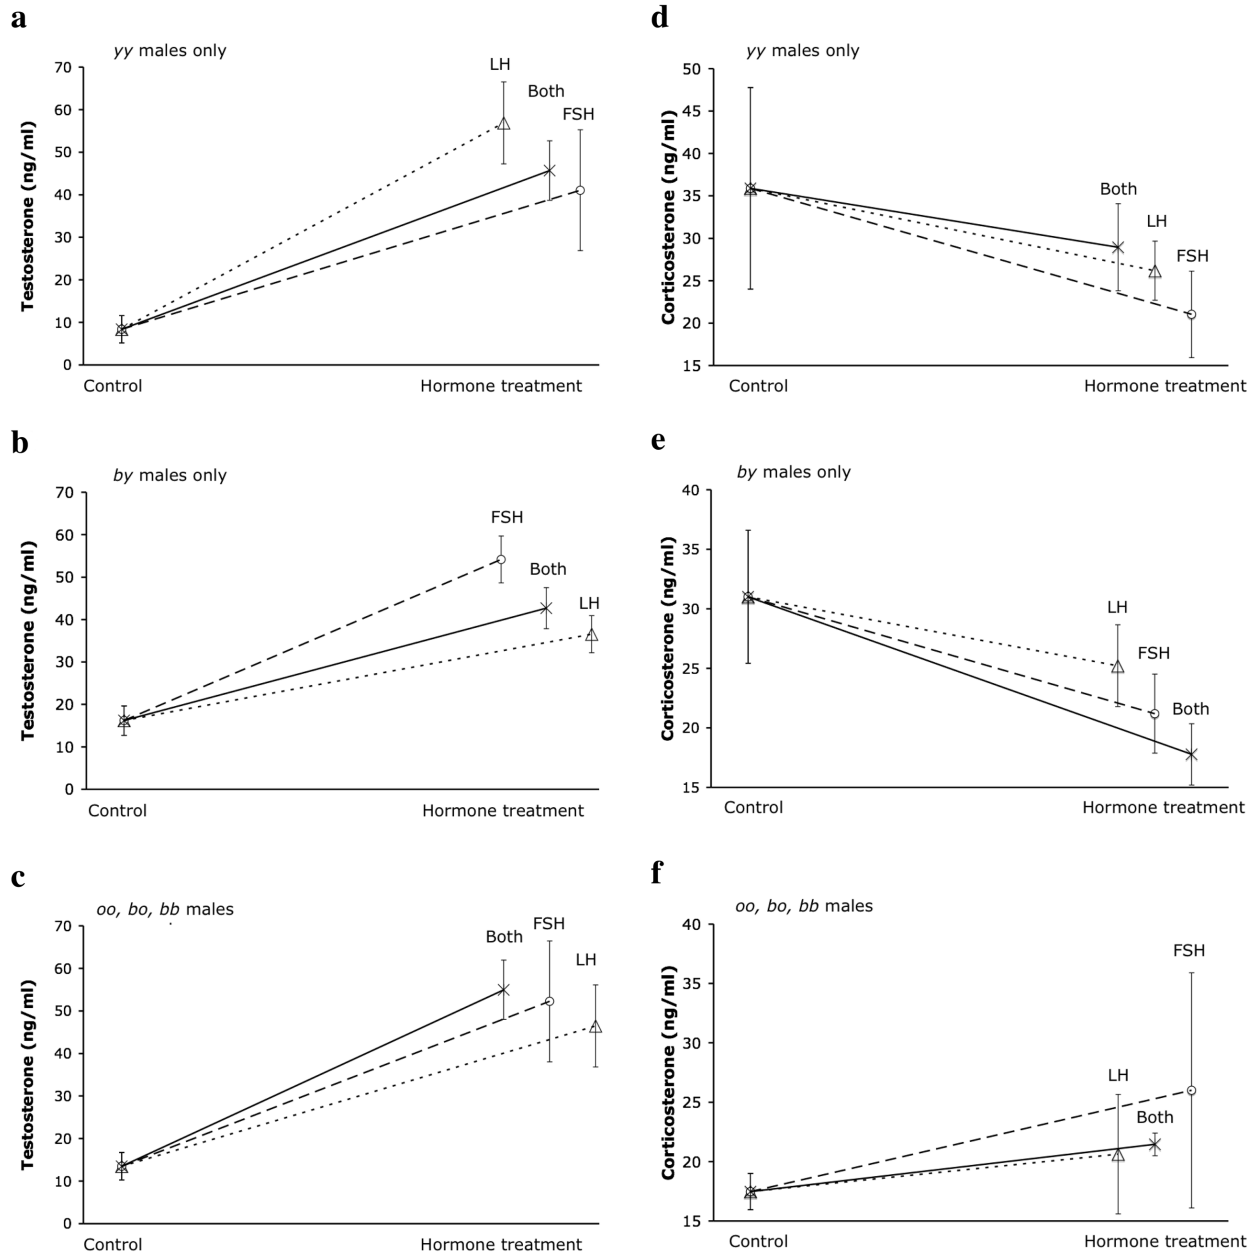 a
yy males only
70
60
50
40
30
20
10
0
Testosterone (ng/ml)
LH
Both
FSH
Control
Hormone treatment
d
yy males only
50
45
40
35
30
25
20
15
Corticosterone (ng/ml)
Both
LH
FSH
Control
Hormone treatment
b
by males only
70
60
50
40
30
20
10
0
Testosterone (ng/ml)
FSH
Both
LH
Control
Hormone treatment
e
by males only
40
35
30
25
20
15
Corticosterone (ng/ml)
LH
FSH
Both
Control
Hormone treatment
c
oo, bo, bb males
70
60
50
40
30
20
10
0
Testosterone (ng/ml)
Both
FSH
LH
Control
Hormone treatment
f
oo, bo, bb males
40
35
30
25
20
15
Corticosterone (ng/ml)
FSH
LH
Both
Control
Hormone treatment